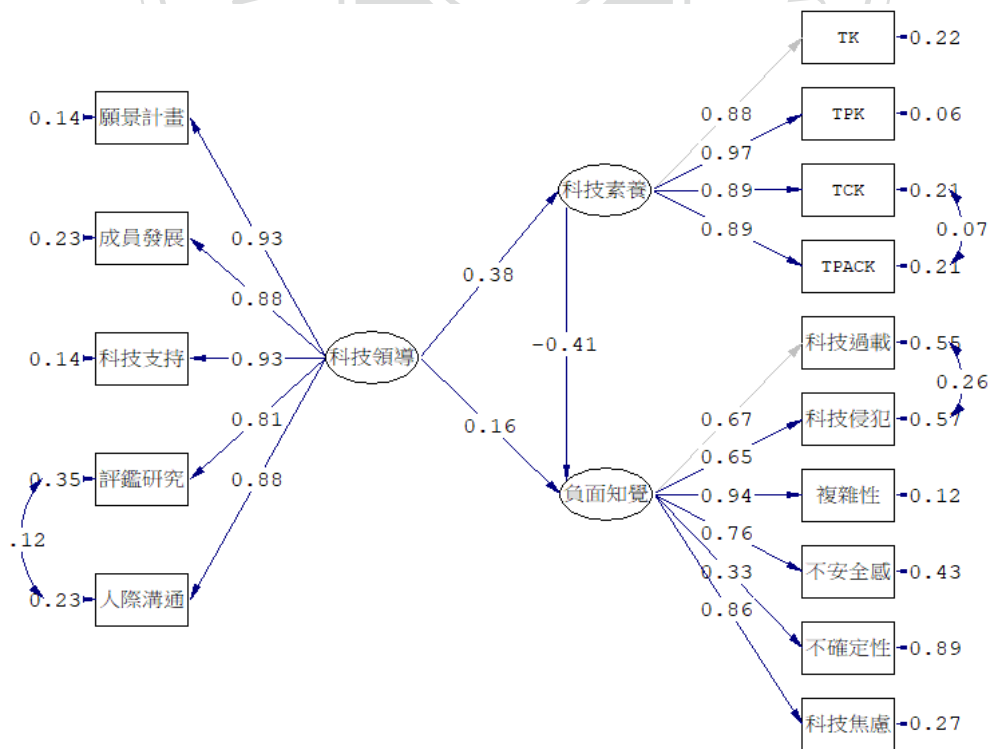 TK
0.22
0.14
願景計畫
0.88
TPK
0.06
0.97
科技素養
0.89
TCK
0.21
0.07
0.23
成員發展
0.93
0.89
TPACK
0.21
0.38
0.88
-0.41
科技過載
0.55
0.14
科技支持
0.93
科技領導
0.26
0.67
科技侵犯
0.57
0.81
0.16
0.65
0.35
評鑑研究
0.88
負面知覺
0.94
複雜性
0.12
.12
0.76
不安全感
0.43
0.33
0.23
人際溝通
0.86
不確定性
0.89
科技焦慮
0.27